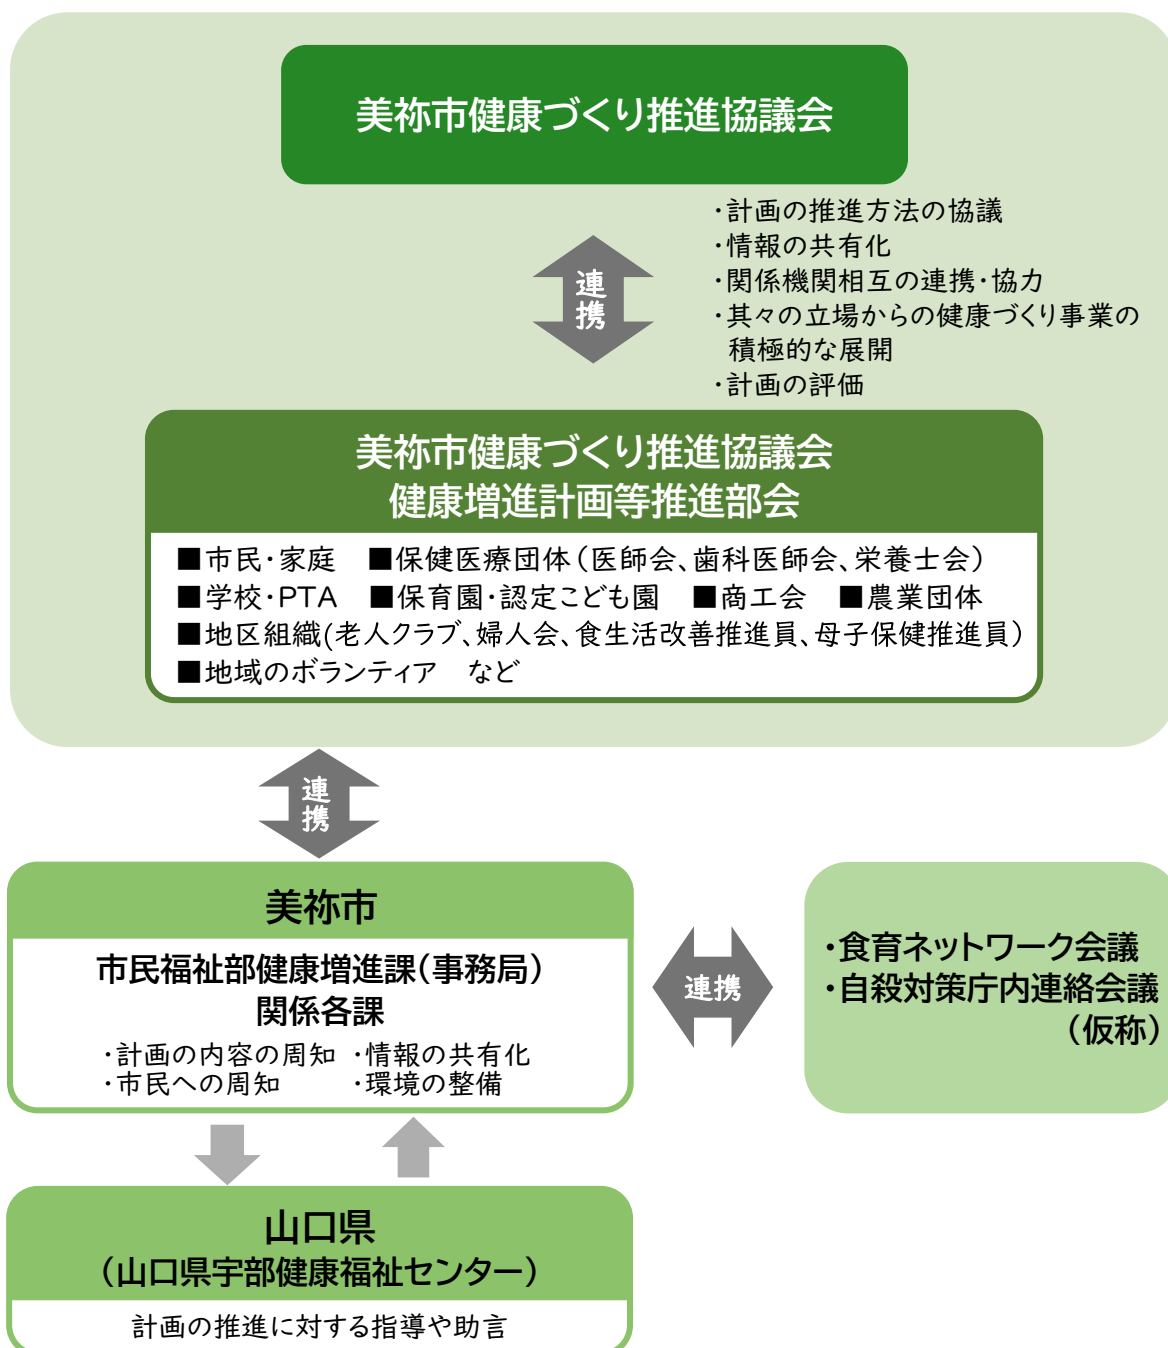 美祢市健康づくり推進協議会
・計画の推進方法の協議
・情報の共有化
・関係機関相互の連携・協力
・其々の立場からの健康づくり事業の
積極的な展開
・計画の評価
連携
美祢市健康づくり推進協議会
健康増進計画等推進部会
■市民・家庭　■保健医療団体（医師会、歯科医師会、栄養士会）
■学校・PTA　■保育園・認定こども園　■商工会　■農業団体
■地区組織(老人クラブ、婦人会、食生活改善推進員、母子保健推進員）
■地域のボランティア　など
連携
美祢市
市民福祉部健康増進課（事務局）
関係各課
・計画の内容の周知　・情報の共有化
・市民への周知　・環境の整備
連携
・食育ネットワーク会議
・自殺対策庁内連絡会議
（仮称）
山口県
（山口県宇部健康福祉センター）
計画の推進に対する指導や助言